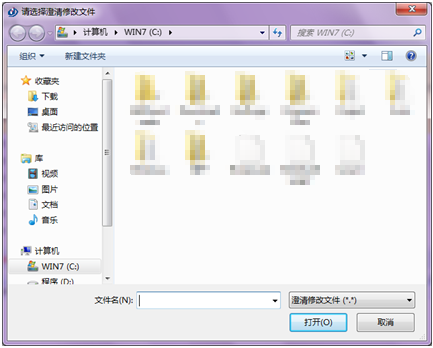 请选择澄清修改文件
计算机 ▸ WIN7 (C:) ▸
搜索 WIN7 (C:)
组织
新建文件夹
收藏夹
下载
桌面
最近访问的位置
库
视频
图片
文档
音乐
计算机
WIN7 (C:)
程序 (D:)
文件名(N):
澄清修改文件 (*.*)
打开(O)
取消